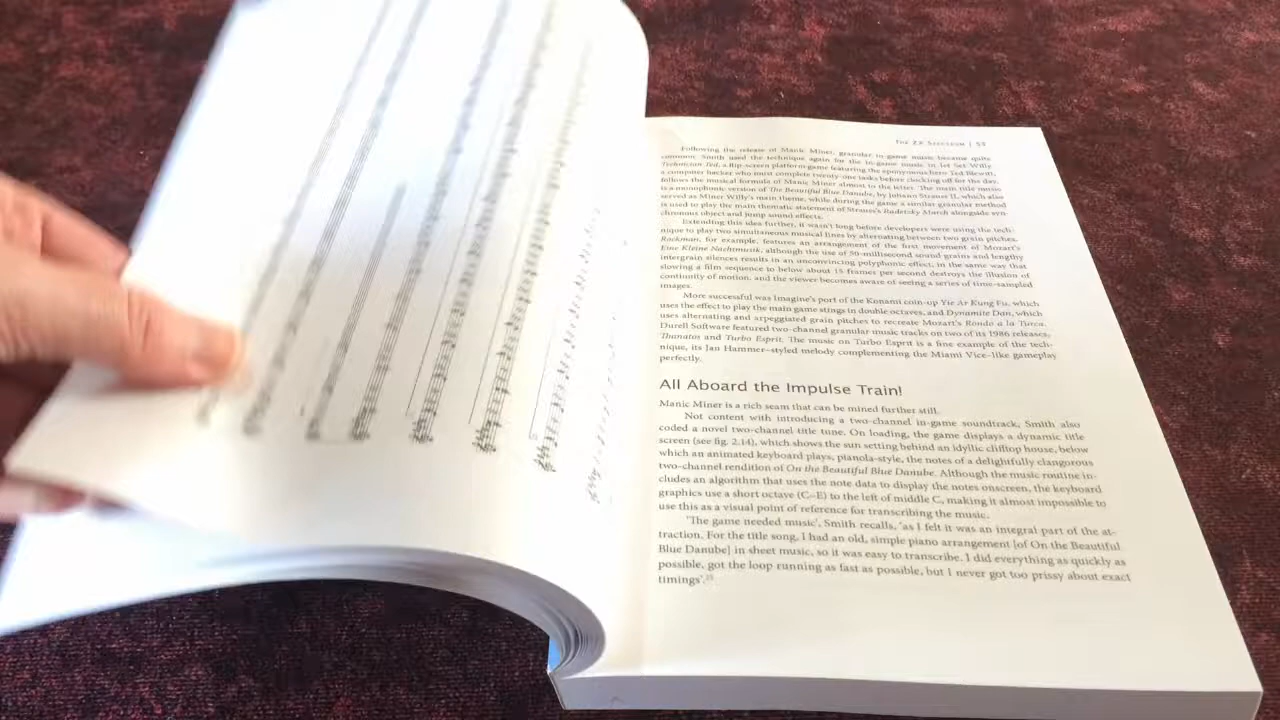 THE ZX SPECTRUM | 53
Following the release of Manic Miner, granular in-game music became quite
common. Smith used the technique again for the in-game music in Jet Set Willy.
Technician Ted, a flip-screen platform-game featuring the eponymous hero Ted Blewitt,
a computer hacker who must complete twenty-one tasks before clocking off for the day,
follows the musical formula of Manic Miner almost to the letter. The main title music
is a monophonic version of The Beautiful Blue Danube, by Johann Strauss II, which also
served as Miner Willy's main theme, while during the game a similar granular method
is used to play the main thematic statement of Strauss's Radetsky March alongside syn-
chronous object and jump sound effects.
Extending this idea further, it wasn't long before developers were using the tech-
nique to play two simultaneous musical lines by alternating between two grain pitches.
Rockman, for example, features an arrangement of the first movement of Mozart's
Eine Kleine Nachtmusik, although the use of 50-millisecond sound grains and lengthy
intergrain silences results in an unconvincing polyphonic effect, in the same way that
slowing a film sequence to below about 15 frames per second destroys the illusion of
continuity of motion, and the viewer becomes aware of seeing a series of time-sampled
images.
More successful was Imagine's port of the Konami coin-up Yie Ar Kung Fu, which
uses the effect to play the main game stings in double octaves, and Dynamite Dan, which
uses alternating and arpeggiated grain pitches to recreate Mozart's Rondo a la Turca.
Durell Software featured two-channel granular music tracks on two of its 1986 releases,
Thanatos and Turbo Esprit. The music on Turbo Esprit is a fine example of the tech-
nique, its Jan Hammer–styled melody complementing the Miami Vice–like gameplay
perfectly.
All Aboard the Impulse Train!
Manic Miner is a rich seam that can be mined further still.
Not content with introducing a two-channel in-game soundtrack, Smith also
coded a novel two-channel title tune. On loading, the game displays a dynamic title
screen (see fig. 2.14), which shows the sun setting behind an idyllic clifftop house, below
which an animated keyboard plays, pianola-style, the notes of a delightfully clangorous
two-channel rendition of On the Beautiful Blue Danube. Although the music routine in-
cludes an algorithm that uses the note data to display the notes onscreen, the keyboard
graphics use a short octave (C–E) to the left of middle C, making it almost impossible to
use this as a visual point of reference for transcribing the music.
'The game needed music', Smith recalls, 'as I felt it was an integral part of the at-
traction. For the title song, I had an old, simple piano arrangement [of On the Beautiful
Blue Danube] in sheet music, so it was easy to transcribe. I did everything as quickly as
possible, got the loop running as fast as possible, but I never got too prissy about exact
timings'.